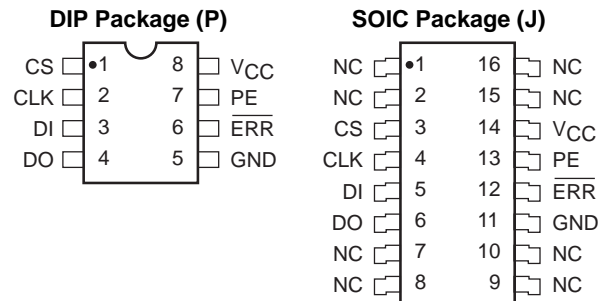 DIP Package (P)
CS 1 8 VCC
CLK 2 7 PE
DI 3 6 ERR
DO 4 5 GND
SOIC Package (J)
NC 1 16 NC
NC 2 15 NC
CS 3 14 VCC
CLK 4 13 PE
DI 5 12 ERR
DO 6 11 GND
NC 7 10 NC
NC 8 9 NC